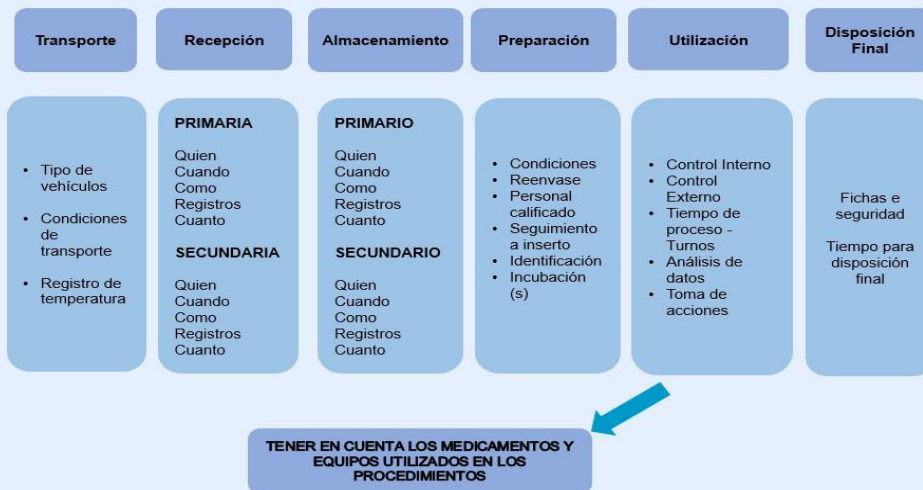 Transporte
Recepción
Almacenamiento
Preparación
Utilización
Disposición
Final
• Tipo de
vehículos
• Condiciones
de
transporte
• Registro de
temperatura
PRIMARIA
Quien
Cuando
Como
Registros
Cuanto
SECUNDARIA
Quien
Cuando
Como
Registros
Cuanto
PRIMARIO
Quien
Cuando
Como
Registros
Cuanto
SECUNDARIO
Quien
Cuando
Como
Registros
Cuanto
• Condiciones
• Reenvase
• Personal
calificado
• Seguimiento
a inserto
• Identificación
• Incubación
(s)
• Control Interno
• Control
Externo
• Tiempo de
proceso -
Turnos
• Análisis de
datos
• Toma de
acciones
Fichas e
seguridad
Tiempo para
disposición
final
TENER EN CUENTA LOS MEDICAMENTOS Y
EQUIPOS UTILIZADOS EN LOS
PROCEDIMIENTOS